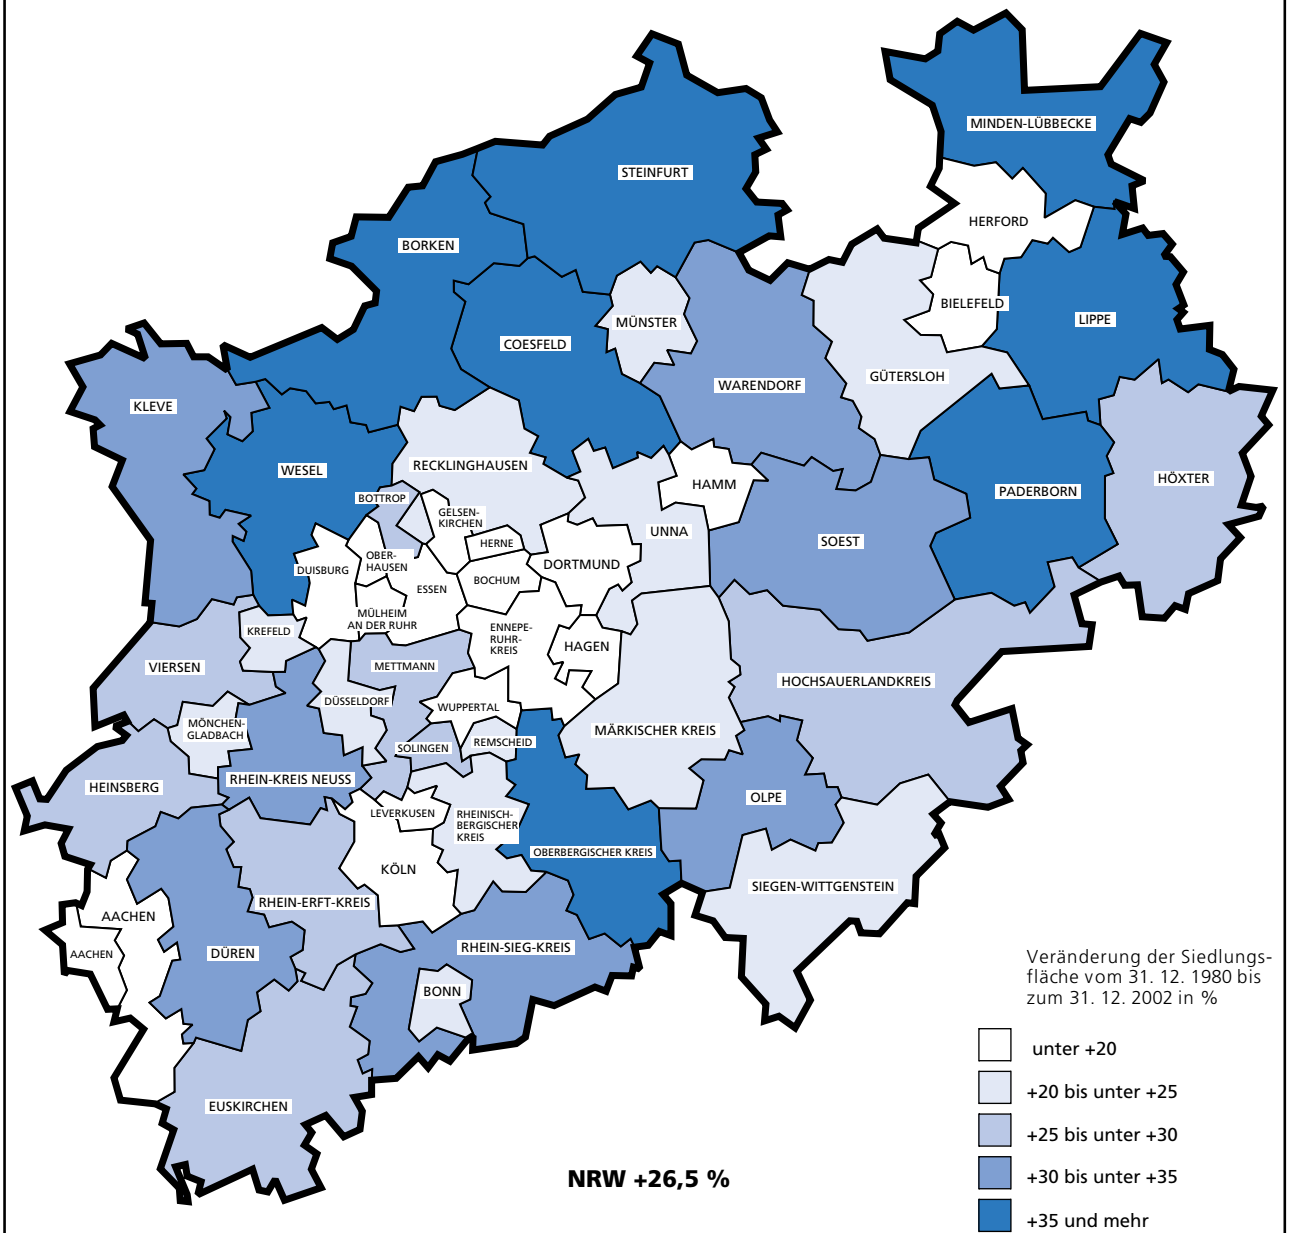 MINDEN-LÜBBECKE
STEINFURT
HERFORD
BORKEN
BIELEFELD
LIPPE
MÜNSTER
COESFELD
GÜTERSLOH
WARENDORF
KLEVE
RECKLINGHAUSEN
WESEL
HÖXTER
HAMM
PADERBORN
BOTTROP
GELSEN-
KIRCHEN
UNNA
HERNE
SOEST
OBER-
HAUSEN
DORTMUND
DUISBURG
BOCHUM
ESSEN
MÜLHEIM
AN DER RUHR
ENNEPE-
RUHR-
KREIS
KREFELD
HAGEN
VIERSEN
METTMANN
HOCHSAUERLANDKREIS
DÜSSELDORF
WUPPERTAL
MÖNCHEN-
GLADBACH
MÄRKISCHER KREIS
REMSCHEID
SOLINGEN
RHEIN-KREIS NEUSS
HEINSBERG
OLPE
LEVERKUSEN
RHEINISCH-
BERGISCHER
KREIS
OBERBERGISCHER KREIS
KÖLN
SIEGEN-WITTGENSTEIN
RHEIN-ERFT-KREIS
AACHEN
RHEIN-SIEG-KREIS
AACHEN
DÜREN
BONN
EUSKIRCHEN
NRW +26,5 %
Veränderung der Siedlungs-
fläche vom 31. 12. 1980 bis
zum 31. 12. 2002 in %
unter +20
+20 bis unter +25
+25 bis unter +30
+30 bis unter +35
+35 und mehr